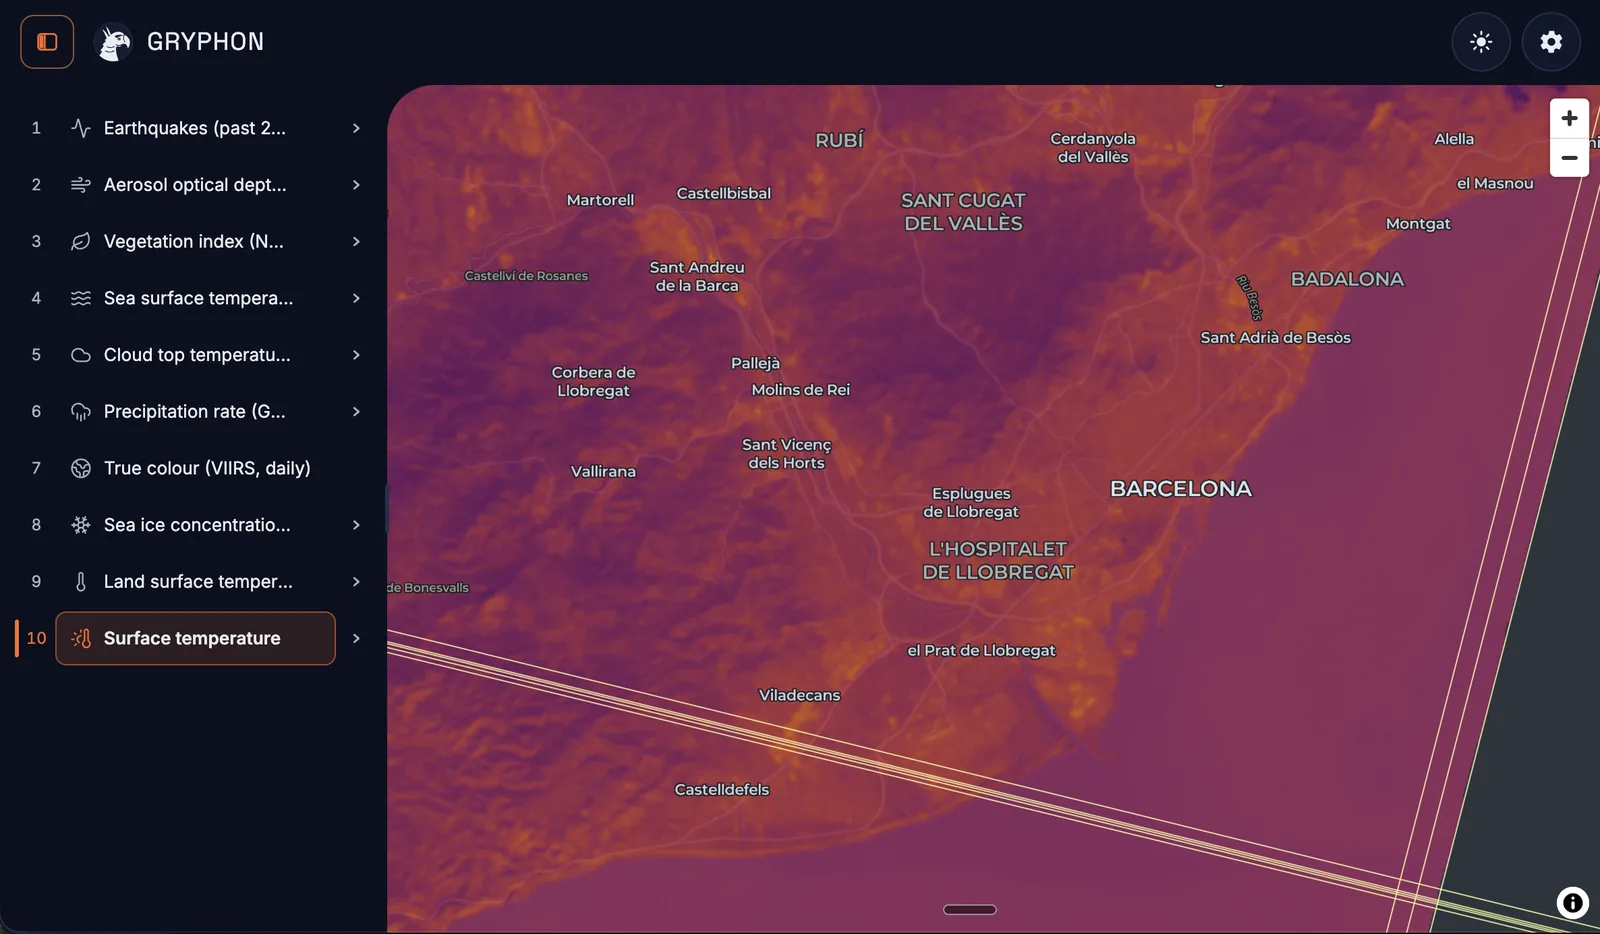 GRYPHON
1 Earthquakes (past 2...
2 Aerosol optical dept...
3 Vegetation index (N...
4 Sea surface tempera...
5 Cloud top temperatu...
6 Precipitation rate (G...
7 True colour (VIIRS, daily)
8 Sea ice concentratio...
9 Land surface temper...
10 Surface temperature
RUBÍ
Cerdanyola
del Vallès
Alella
Martorell
Castellbisbal
el Masnou
SANT CUGAT
DEL VALLÈS
Montgat
Castellví de Rosanes
Sant Andreu
de la Barca
BADALONA
Riu Besòs
Sant Adrià de Besòs
Pallejà
Corbera de
Llobregat
Molins de Rei
Sant Vicenç
dels Horts
Vallirana
BARCELONA
Esplugues
de Llobregat
L'HOSPITALET
DE LLOBREGAT
de Bonesvalls
el Prat de Llobregat
Viladecans
Castelldefels